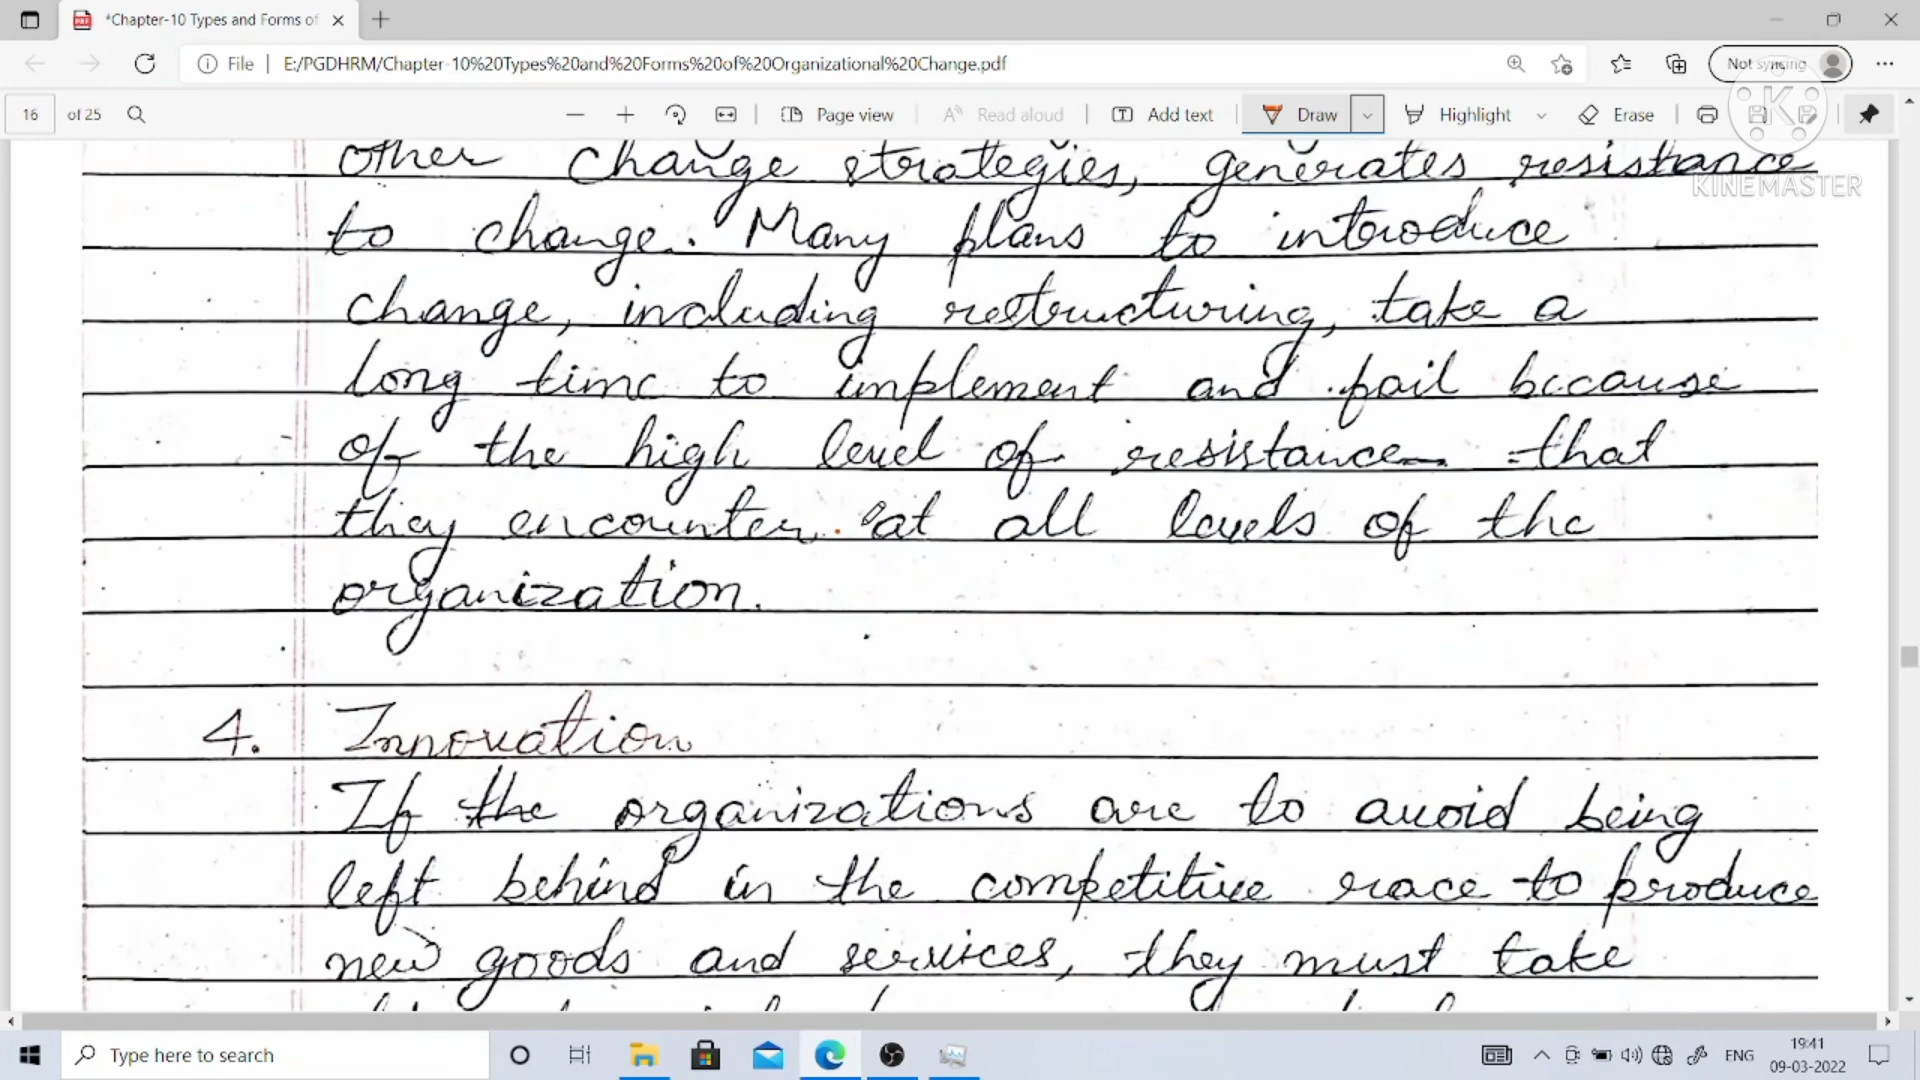 *Chapter-10 Types and Forms of
File | E:/PGDHRM/Chapter-10%20Types%20and%20Forms%20of%20Organizational%20Change.pdf
Not syncing
16 of 25 Page view Read aloud Add text Draw Highlight Erase
K
KINEMASTER
other change strategies, generates resistance
to change. Many plans to introduce
change, including restructuring, take a
long time to implement and fail because
of the high level of resistance that
they encounter at all levels of the
organization.
4. Innovation
If the organizations are to avoid being
left behind in the competitive race to produce
new goods and services, they must take
Type here to search
ENG
19:41
09-03-2022